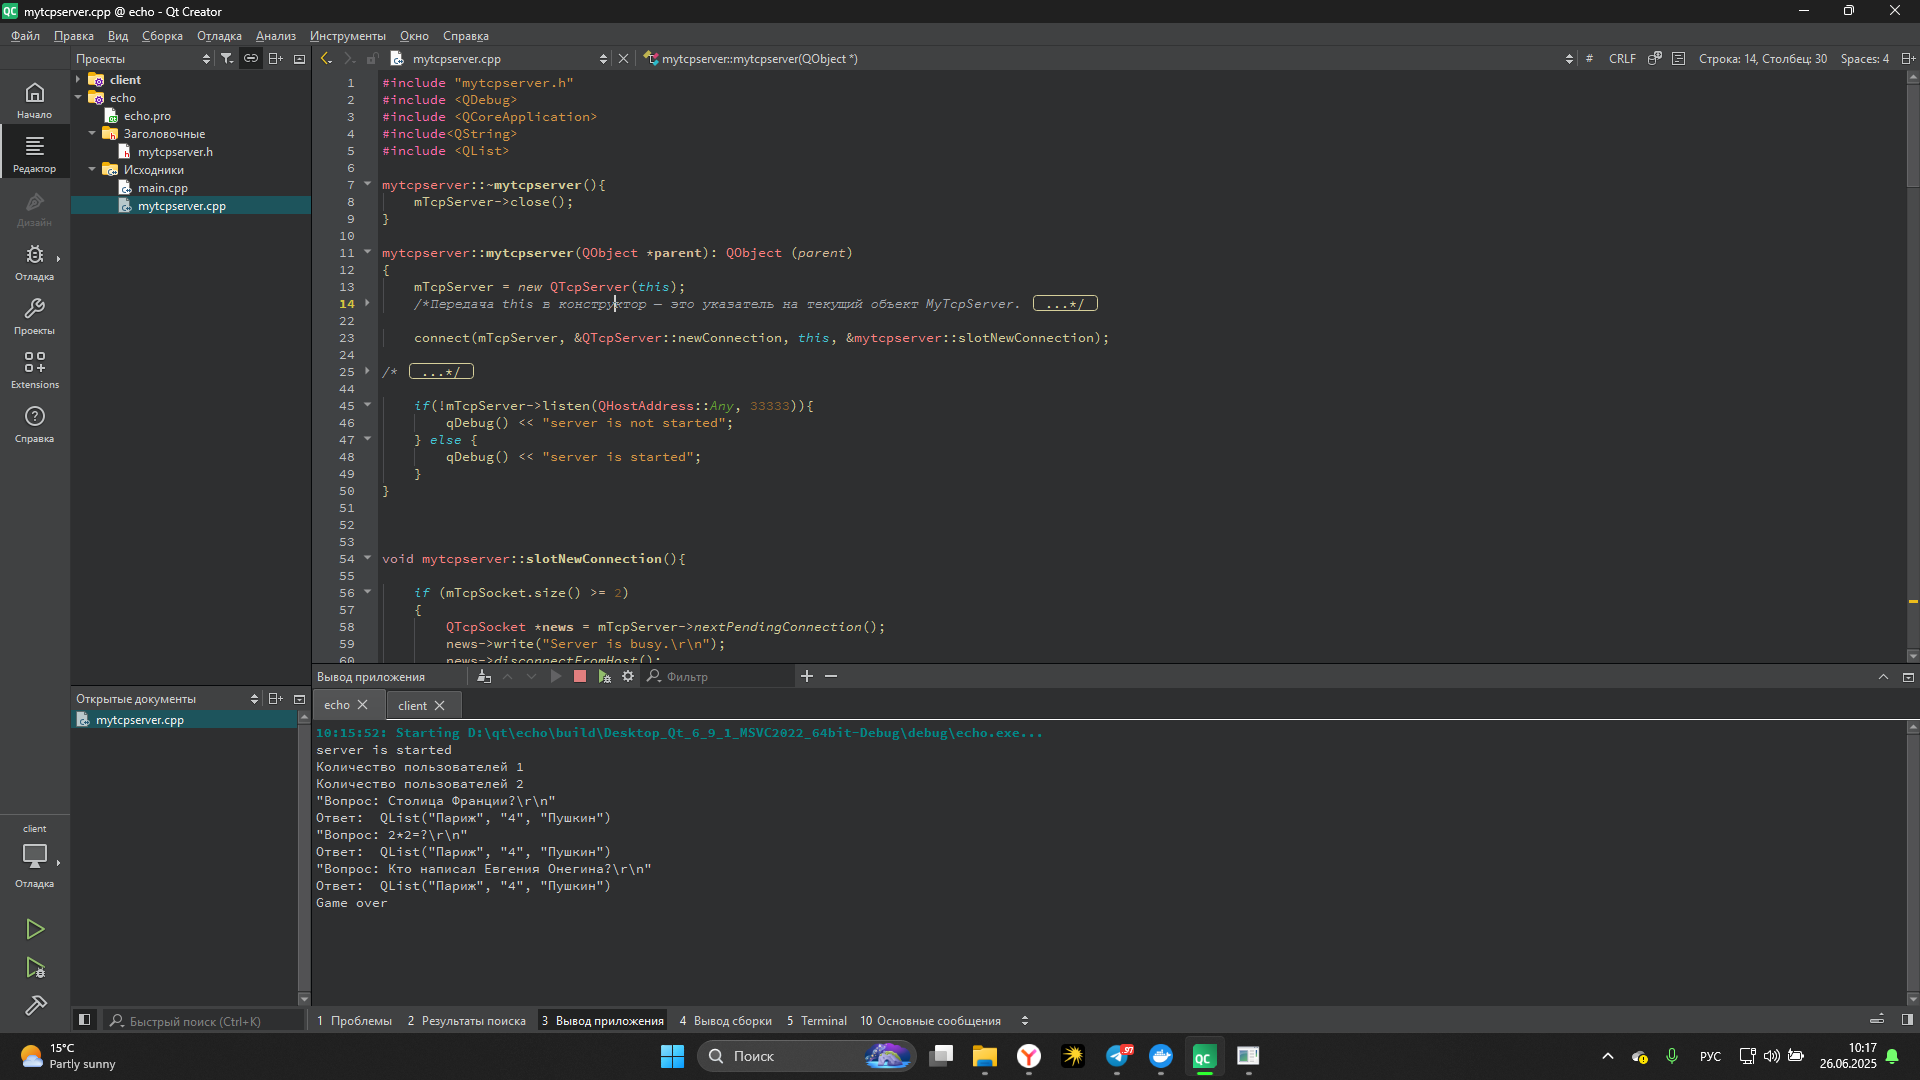 mytcpserver.cpp @ echo - Qt Creator
Файл Правка Вид Сборка Отладка Анализ Инструменты Окно Справка
Проекты
mytcpserver.cpp
mytcpserver::mytcpserver(QObject *)
# CRLF Строка: 14, Столбец: 30 Spaces: 4
client
echo
echo.pro
Заголовочные
mytcpserver.h
Исходники
main.cpp
mytcpserver.cpp
Начало
Редактор
Дизайн
Отладка
Проекты
Extensions
Справка
1 #include "mytcpserver.h"
2 #include <QDebug>
3 #include <QCoreApplication>
4 #include<QString>
5 #include <QList>
6
7 mytcpserver::~mytcpserver(){
8 mTcpServer->close();
9 }
10
11 mytcpserver::mytcpserver(QObject *parent): QObject (parent)
12 {
13 mTcpServer = new QTcpServer(this);
14 /*Передача this в конструктор — это указатель на текущий объект MyTcpServer. ...*/
22
23 connect(mTcpServer, &QTcpServer::newConnection, this, &mytcpserver::slotNewConnection);
24
25 /* ...*/
44
45 if(!mTcpServer->listen(QHostAddress::Any, 33333)){
46 qDebug() << "server is not started";
47 } else {
48 qDebug() << "server is started";
49 }
50 }
51
52
53
54 void mytcpserver::slotNewConnection(){
55
56 if (mTcpSocket.size() >= 2)
57 {
58 QTcpSocket *news = mTcpServer->nextPendingConnection();
59 news->write("Server is busy.\r\n");
60 news->disconnectFromHost();
Открытые документы
mytcpserver.cpp
Вывод приложения
Фильтр
echo
client
10:15:52: Starting D:\qt\echo\build\Desktop_Qt_6_9_1_MSVC2022_64bit-Debug\debug\echo.exe...
server is started
Количество пользователей 1
Количество пользователей 2
"Вопрос: Столица Франции?\r\n"
Ответ: QList("Париж", "4", "Пушкин")
"Вопрос: 2*2=?\r\n"
Ответ: QList("Париж", "4", "Пушкин")
"Вопрос: Кто написал Евгения Онегина?\r\n"
Ответ: QList("Париж", "4", "Пушкин")
Game over
client
Отладка
Быстрый поиск (Ctrl+K)
1 Проблемы 2 Результаты поиска 3 Вывод приложения 4 Вывод сборки 5 Terminal 10 Основные сообщения
15°C
Partly sunny
Поиск
97
QC
РУС
10:17
26.06.2025